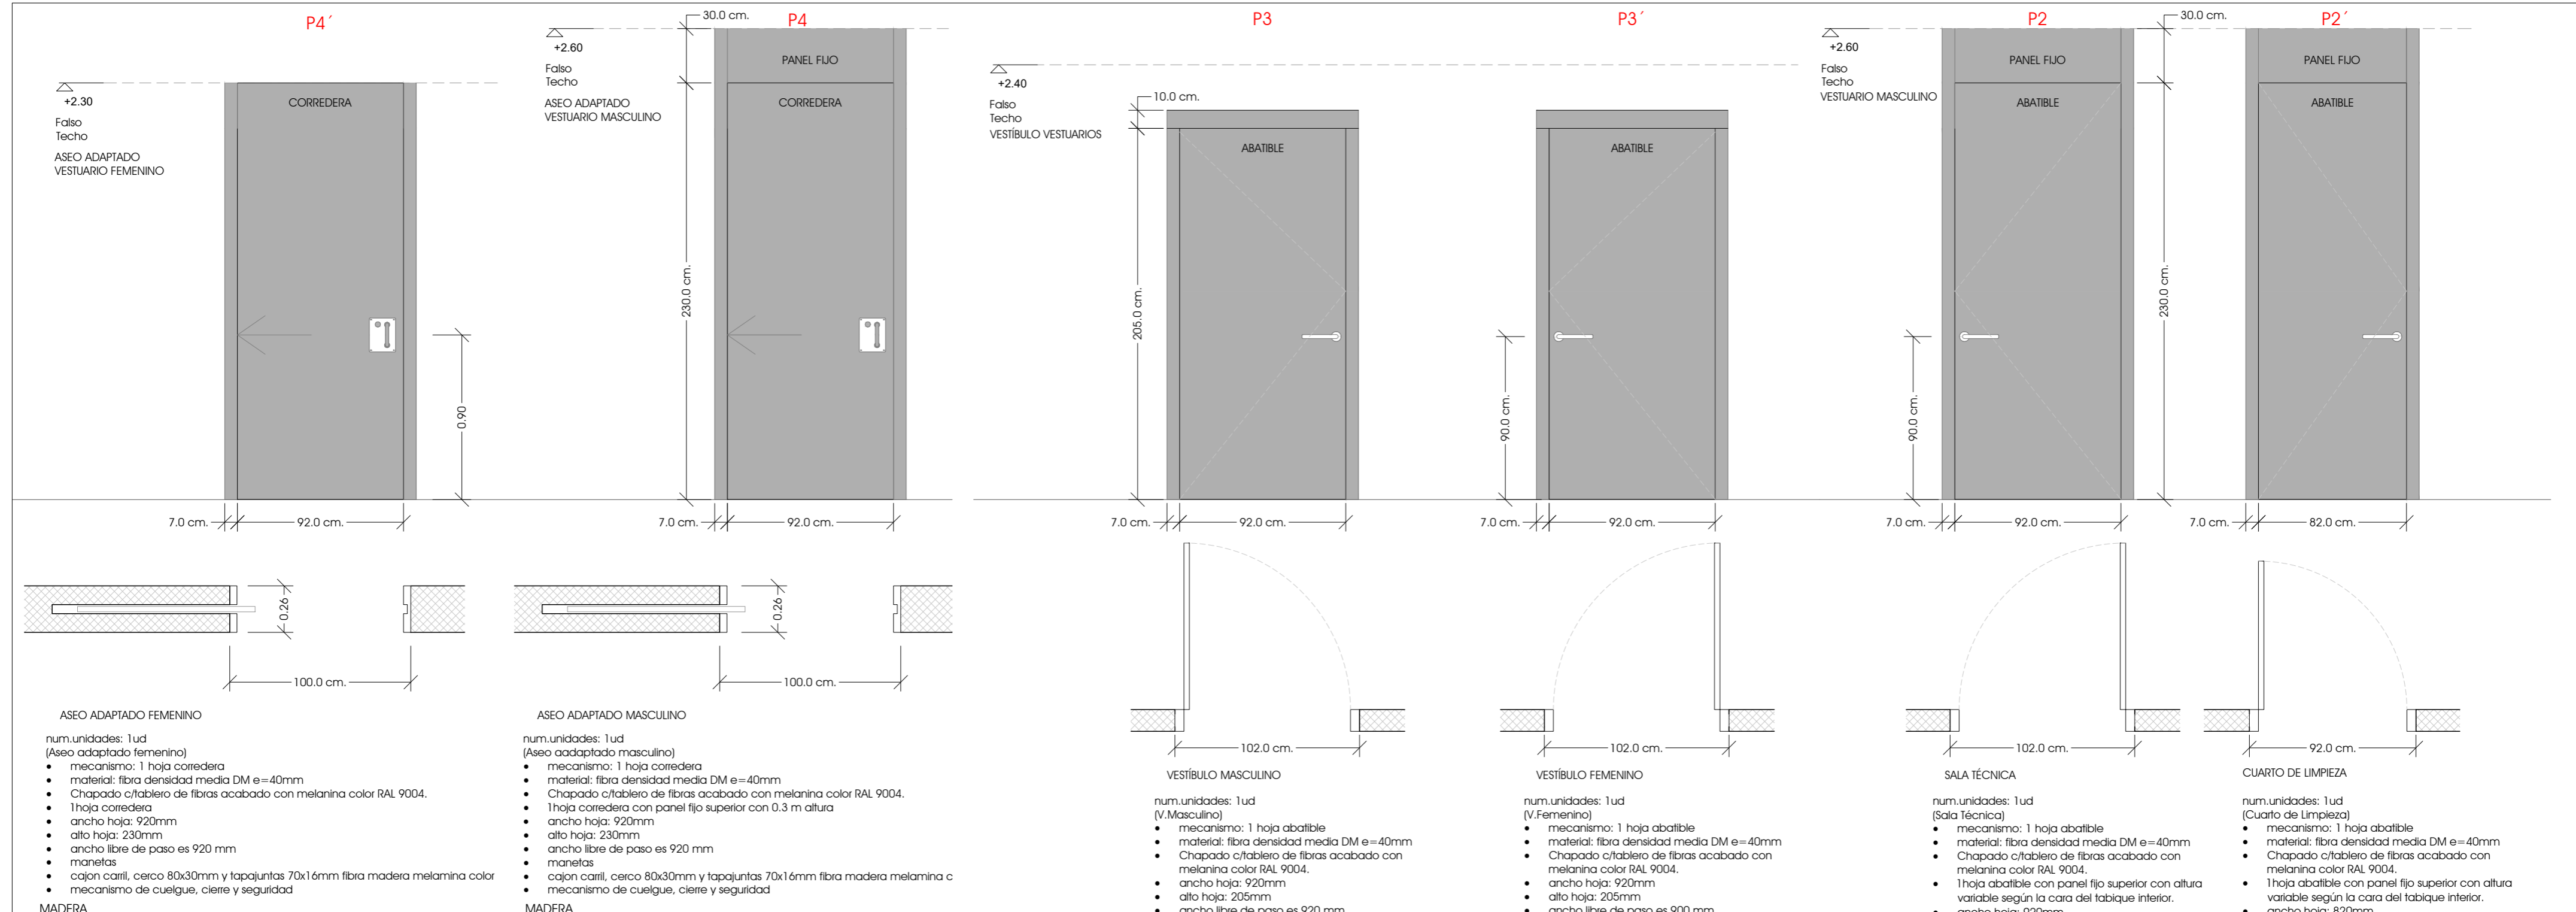 P4´
+2.30
Falso
Techo
ASEO ADAPTADO
VESTUARIO FEMENINO
CORREDERA
0.90
7.0 cm.
92.0 cm.
0.26
100.0 cm.
ASEO ADAPTADO FEMENINO
num.unidades: 1ud
(Aseo adaptado femenino)
• mecanismo: 1 hoja corredera
• material: fibra densidad media DM e=40mm
• Chapado c/tablero de fibras acabado con melanina color RAL 9004.
• 1hoja corredera
• ancho hoja: 920mm
• alto hoja: 230mm
• ancho libre de paso es 920 mm
• manetas
• cajon carril, cerco 80x30mm y tapajuntas 70x16mm fibra madera melamina color
• mecanismo de cuelgue, cierre y seguridad
MADERA
P4
30.0 cm.
+2.60
Falso
Techo
ASEO ADAPTADO
VESTUARIO MASCULINO
PANEL FIJO
CORREDERA
230.0 cm.
7.0 cm.
92.0 cm.
0.26
100.0 cm.
ASEO ADAPTADO MASCULINO
num.unidades: 1ud
(Aseo aadaptado masculino)
• mecanismo: 1 hoja corredera
• material: fibra densidad media DM e=40mm
• Chapado c/tablero de fibras acabado con melanina color RAL 9004.
• 1hoja corredera con panel fijo superior con 0.3 m altura
• ancho hoja: 920mm
• alto hoja: 230mm
• ancho libre de paso es 920 mm
• manetas
• cajon carril, cerco 80x30mm y tapajuntas 70x16mm fibra madera melamina c
• mecanismo de cuelgue, cierre y seguridad
MADERA
P3
+2.40
Falso
Techo
VESTÍBULO VESTUARIOS
10.0 cm.
ABATIBLE
205.0 cm.
7.0 cm.
92.0 cm.
102.0 cm.
VESTÍBULO MASCULINO
num.unidades: 1ud
(V.Masculino)
• mecanismo: 1 hoja abatible
• material: fibra densidad media DM e=40mm
• Chapado c/tablero de fibras acabado con
melanina color RAL 9004.
• ancho hoja: 920mm
• alto hoja: 205mm
• ancho libre de paso es 920 mm
P3´
ABATIBLE
90.0 cm.
7.0 cm.
92.0 cm.
102.0 cm.
VESTÍBULO FEMENINO
num.unidades: 1ud
(V.Femenino)
• mecanismo: 1 hoja abatible
• material: fibra densidad media DM e=40mm
• Chapado c/tablero de fibras acabado con
melanina color RAL 9004.
• ancho hoja: 920mm
• alto hoja: 205mm
• ancho libre de paso es 900 mm
P2
+2.60
Falso
Techo
VESTUARIO MASCULINO
PANEL FIJO
ABATIBLE
90.0 cm.
7.0 cm.
92.0 cm.
102.0 cm.
SALA TÉCNICA
num.unidades: 1ud
(Sala Técnica)
• mecanismo: 1 hoja abatible
• material: fibra densidad media DM e=40mm
• Chapado c/tablero de fibras acabado con
melanina color RAL 9004.
• 1hoja abatible con panel fijo superior con altura
variable según la cara del tabique interior.
• ancho hoja: 920mm
P2´
30.0 cm.
PANEL FIJO
ABATIBLE
230.0 cm.
7.0 cm.
82.0 cm.
92.0 cm.
CUARTO DE LIMPIEZA
num.unidades: 1ud
(Cuarto de Limpieza)
• mecanismo: 1 hoja abatible
• material: fibra densidad media DM e=40mm
• Chapado c/tablero de fibras acabado con
melanina color RAL 9004.
• 1hoja abatible con panel fijo superior con altura
variable según la cara del tabique interior.
• ancho hoja: 820mm